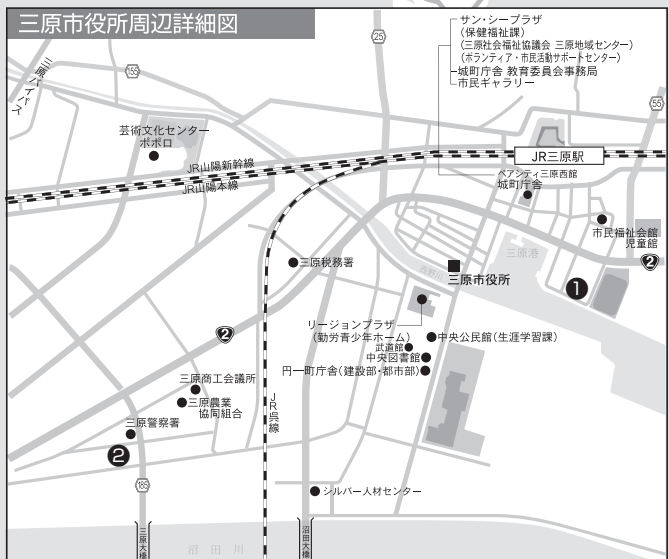 三原市役所周辺詳細図
サン・シープラザ
(保健福祉課)
(三原社会福祉協議会 三原地域センター)
(ボランティア・市民活動サポートセンター)
城町庁舎 教育委員会事務局
市民ギャラリー
25
155
55
三原バイパス
芸術文化センター
ポポロ
JR山陽新幹線
JR山陽本線
JR三原駅
ペアシティ三原西館
城町庁舎
市民福祉会館
児童館
2
三原港
西野川
三原税務署
三原市役所
1
リージョンプラザ
(勤労青少年ホーム)
中央公民館(生涯学習課)
武道館
中央図書館
円一町庁舎(建設部・都市部)
2
三原商工会議所
三原農業
協同組合
JR呉線
三原警察署
2
185
シルバー人材センター
三原大橋
沼田川
沼田大橋